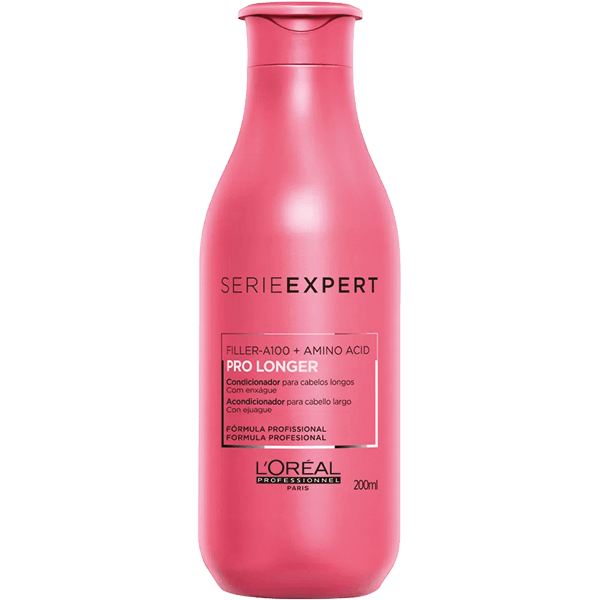 SERIEEXPERT
FILLER-A100 + AMINO ACID
PRO LONGER
Condicionador para cabelos longos
Com enxágue
Acondicionador para cabello largo
Con ejuague
FÓRMULA PROFISSIONAL
FORMULA PROFESIONAL
L'ORÉAL
PROFESSIONNEL
PARIS
200ml